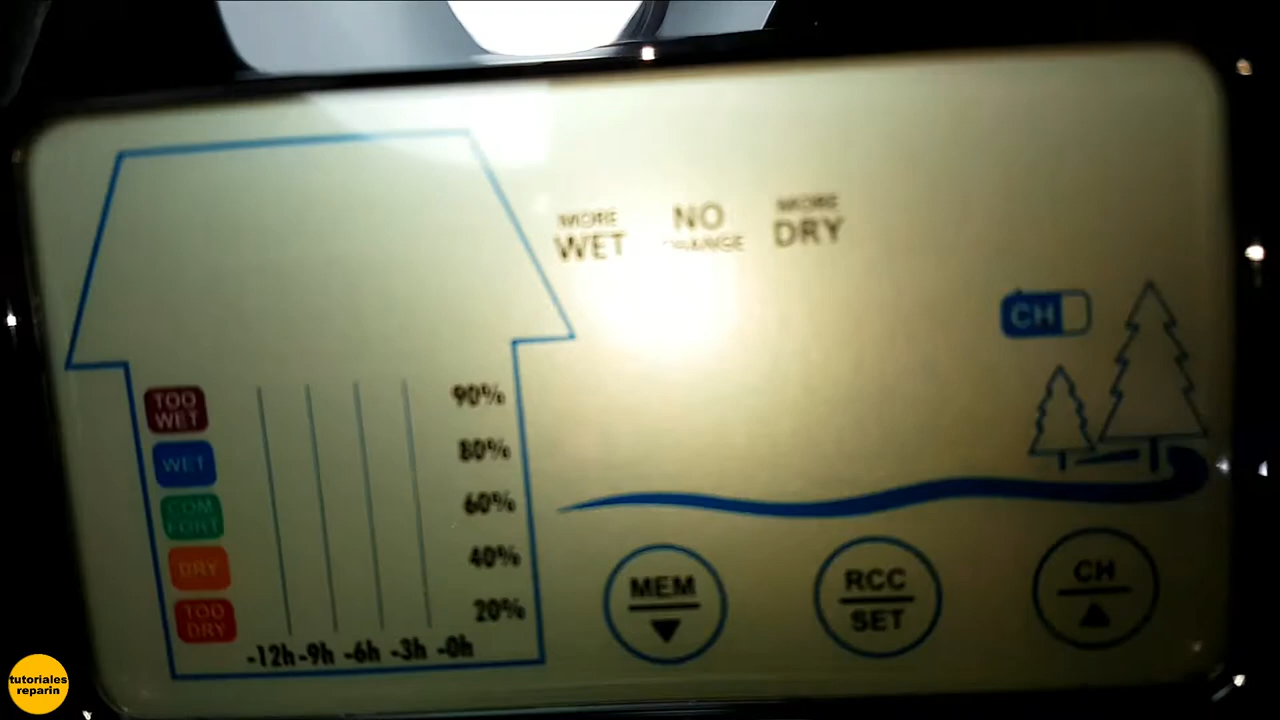 MORE
WET
NO
CHANGE
MORE
DRY
CH
TOO
WET
WET
COM
FORT
DRY
TOO
DRY
90%
80%
60%
40%
20%
-12h -9h -6h -3h -0h
MEM
RCC
SET
CH
tutoriales
reparin